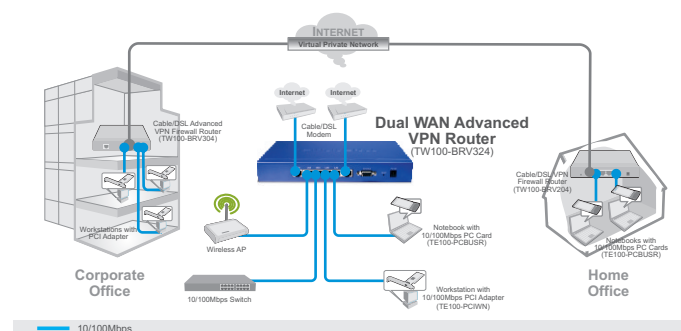 INTERNET
Virtual Private Network
Internet
Internet
Cable/DSL
Modem
Dual WAN Advanced
VPN Router
(TW100-BRV324)
Cable/DSL Advanced
VPN Firewall Router
(TW100-BRV304)
Workstations with
PCI Adapter
Corporate
Office
Wireless AP
10/100Mbps Switch
Notebook with
10/100Mbps PC Card
(TE100-PCBUSR)
Workstation with
10/100Mbps PCI Adapter
(TE100-PCIWN)
Cable/DSL VPN
Firewall Router
(TW100-BRV204)
Notebooks with
10/100Mbps PC Cards
(TE100-PCBUSR)
Home
Office
10/100Mbps